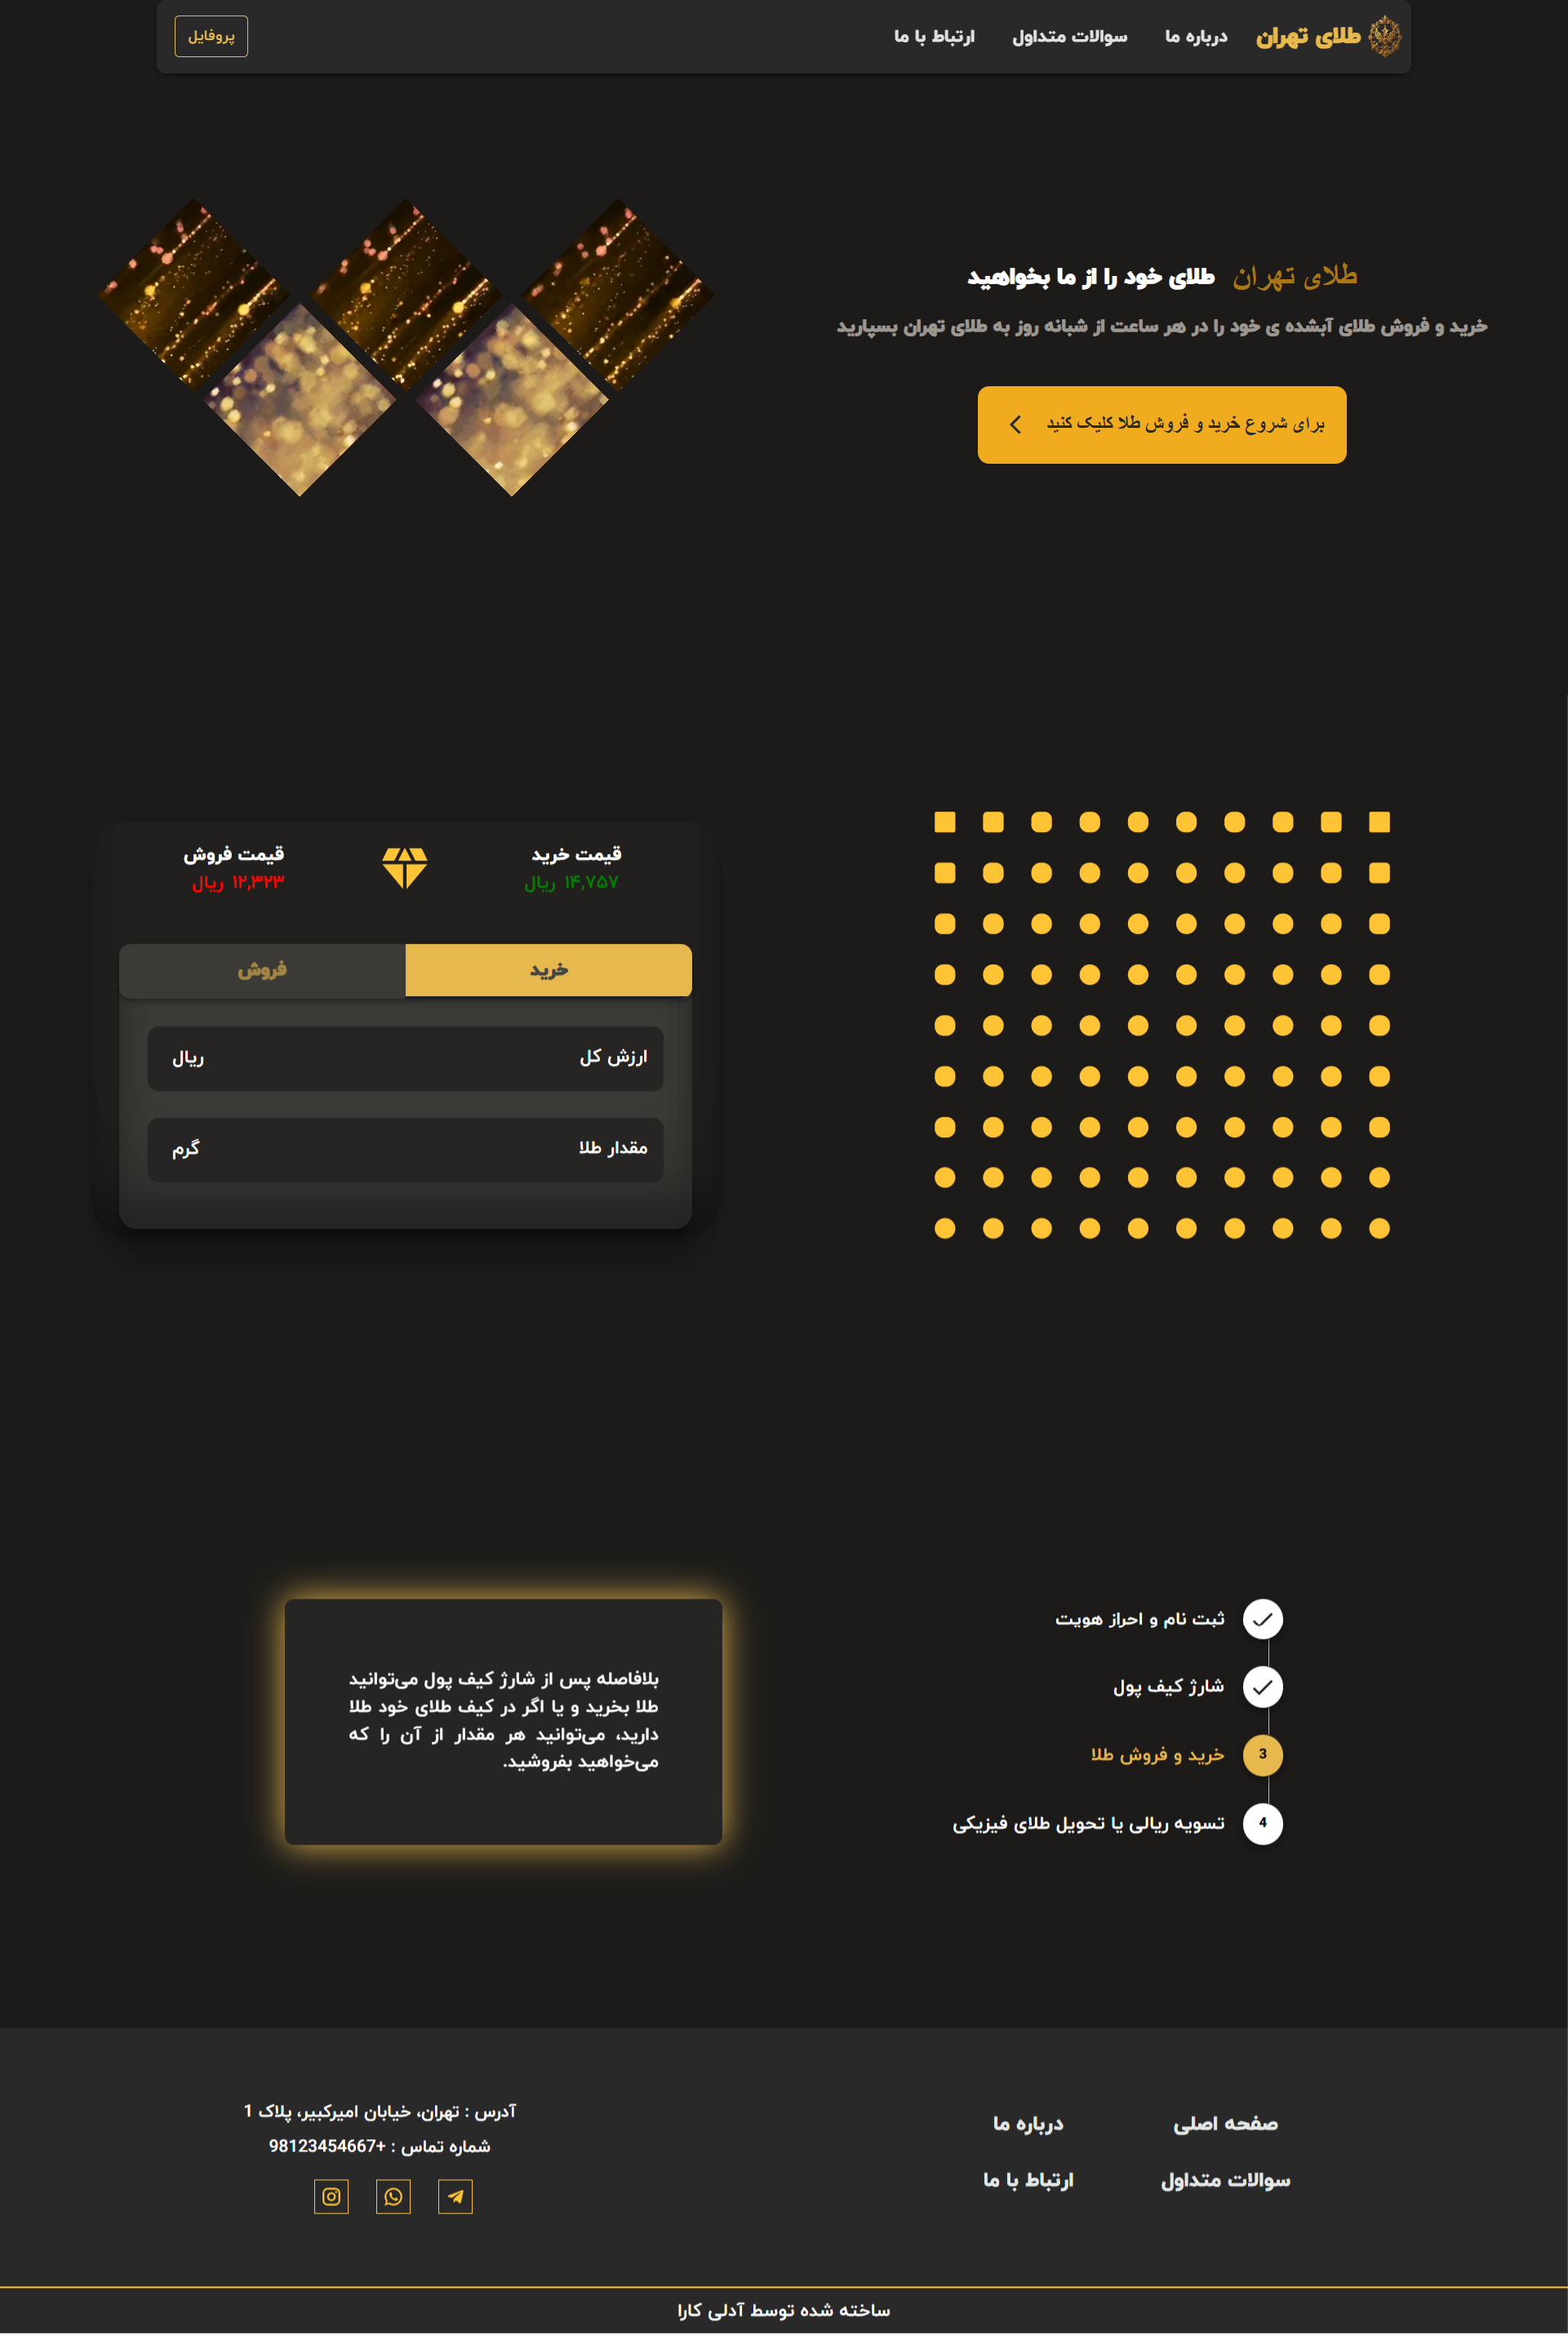 طلای تهران
درباره ما
سوالات متداول
ارتباط با ما
پروفایل
طلای تهران طلای خود را از ما بخواهید
خرید و فروش طلای آبشده ی خود را در هر ساعت از شبانه روز به طلای تهران بسپارید
برای شروع خرید و فروش طلا کلیک کنید
قیمت خرید
۱۴,۷۵۷ ریال
قیمت فروش
۱۲,۳۲۳ ریال
خرید
فروش
ارزش کل
ریال
مقدار طلا
گرم
ثبت نام و احراز هویت
شارژ کیف پول
3 خرید و فروش طلا
4 تسویه ریالی یا تحویل طلای فیزیکی
بلافاصله پس از شارژ کیف پول می‌توانید
طلا بخرید و یا اگر در کیف طلای خود طلا
دارید، می‌توانید هر مقدار از آن را که
می‌خواهید بفروشید.
صفحه اصلی
درباره ما
سوالات متداول
ارتباط با ما
آدرس : تهران، خیابان امیرکبیر، پلاک 1
شماره تماس : +98123454667
ساخته شده توسط آدلی کارا